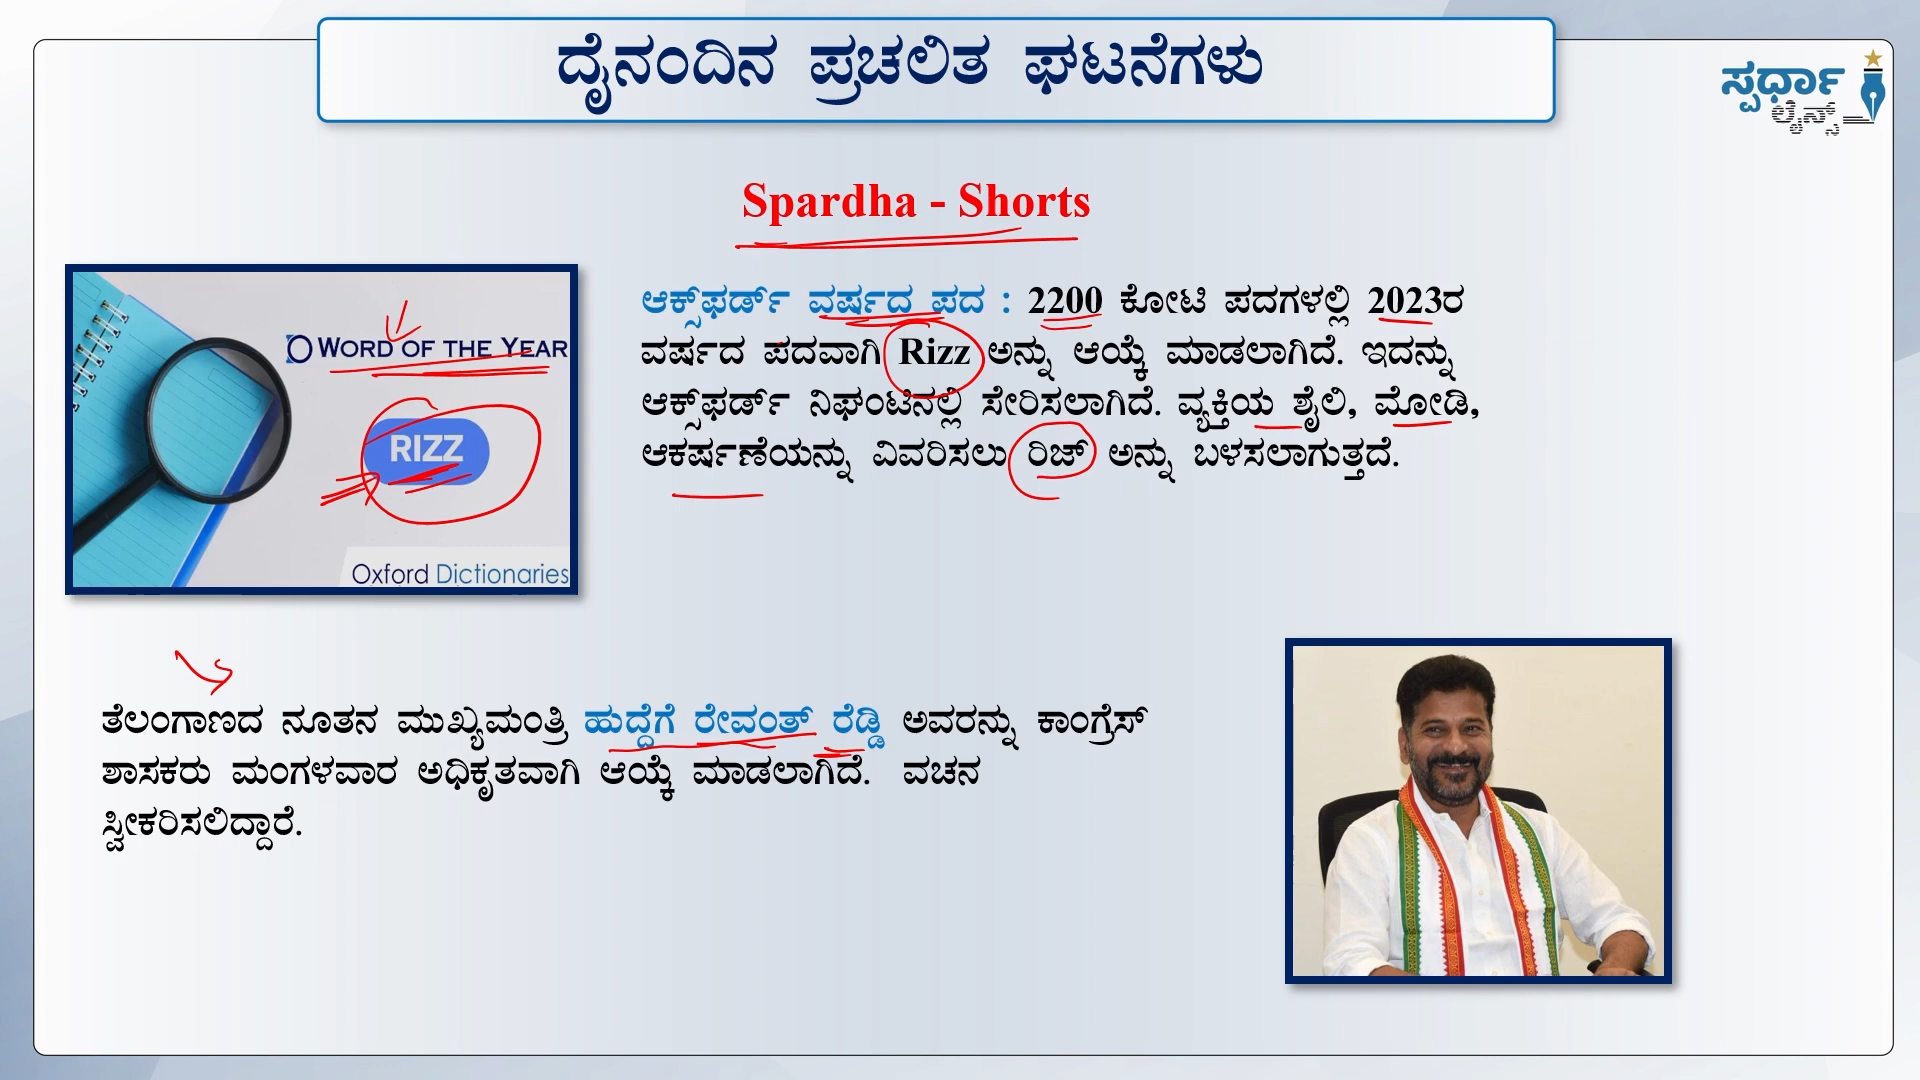 ದೈನಂದಿನ ಪ್ರಚಲಿತ ಘಟನೆಗಳು
ಸ್ಪರ್ಧಾ
ಲೈನ್ಸ್
Spardha - Shorts
WORD OF THE YEAR
RIZZ
Oxford Dictionaries
ಆಕ್ಸ್‌ಫರ್ಡ್ ವರ್ಷದ ಪದ : 2200 ಕೋಟಿ ಪದಗಳಲ್ಲಿ 2023ರ
ವರ್ಷದ ಪದವಾಗಿ Rizz ಅನ್ನು ಆಯ್ಕೆ ಮಾಡಲಾಗಿದೆ. ಇದನ್ನು
ಆಕ್ಸ್‌ಫರ್ಡ್ ನಿಘಂಟಿನಲ್ಲಿ ಸೇರಿಸಲಾಗಿದೆ. ವ್ಯಕ್ತಿಯ ಶೈಲಿ, ಮೋಡಿ,
ಆಕರ್ಷಣೆಯನ್ನು ವಿವರಿಸಲು ರಿಜ್ ಅನ್ನು ಬಳಸಲಾಗುತ್ತದೆ.
ತೆಲಂಗಾಣದ ನೂತನ ಮುಖ್ಯಮಂತ್ರಿ ಹುದ್ದೆಗೆ ರೇವಂತ್ ರೆಡ್ಡಿ ಅವರನ್ನು ಕಾಂಗ್ರೆಸ್
ಶಾಸಕರು ಮಂಗಳವಾರ ಅಧಿಕೃತವಾಗಿ ಆಯ್ಕೆ ಮಾಡಲಾಗಿದೆ. ವಚನ
ಸ್ವೀಕರಿಸಲಿದ್ದಾರೆ.